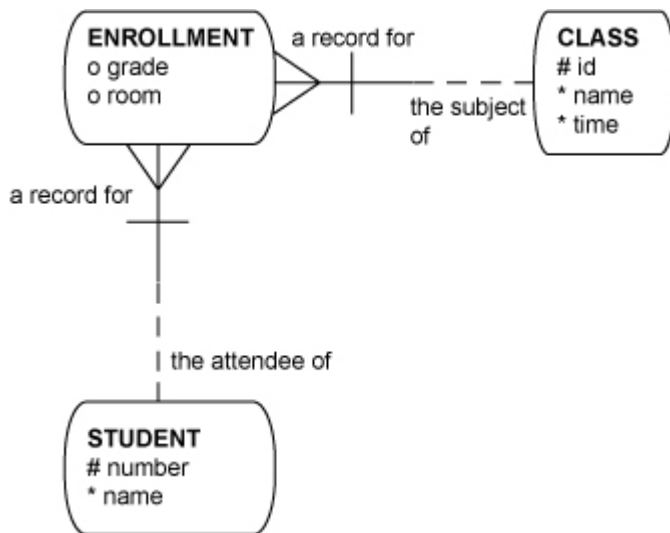 ENROLLMENT
o grade
o room
a record for
the subject
of
CLASS
# id
* name
* time
a record for
the attendee of
STUDENT
# number
* name